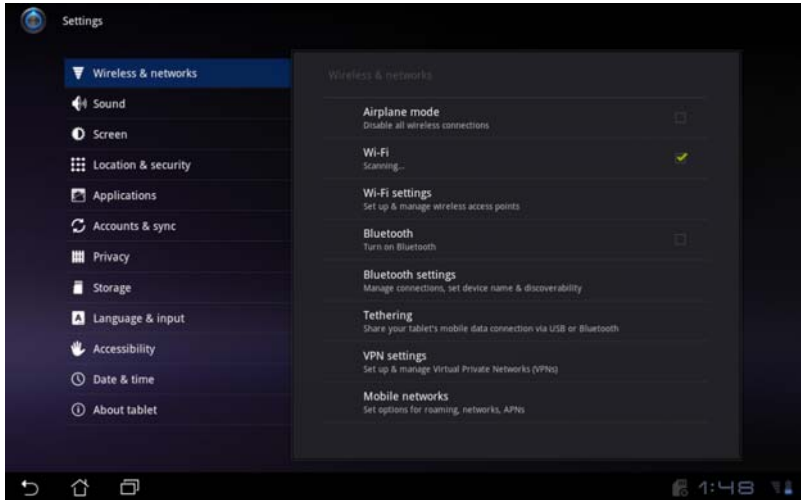 Settings
Wireless & networks
Sound
Screen
Location & security
Applications
Accounts & sync
Privacy
Storage
Language & input
Accessibility
Date & time
About tablet
Wireless & networks
Airplane mode
Disable all wireless connections
Wi-Fi
Scanning...
Wi-Fi settings
Set up & manage wireless access points
Bluetooth
Turn on Bluetooth
Bluetooth settings
Manage connections, set device name & discoverability
Tethering
Share your tablet's mobile data connection via USB or Bluetooth
VPN settings
Set up & manage Virtual Private Networks (VPNs)
Mobile networks
Set options for roaming, networks, APNs
1:48